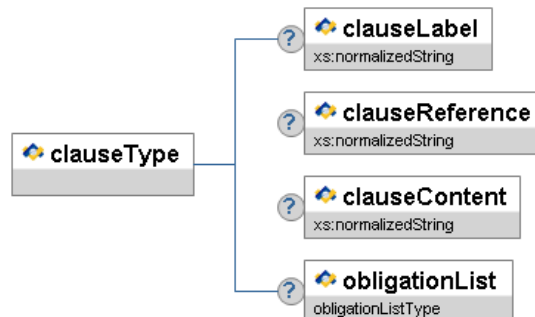 clauseLabel
xs:normalizedString
?
clauseReference
xs:normalizedString
?
clauseType
clauseContent
xs:normalizedString
?
obligationList
obligationListType
?